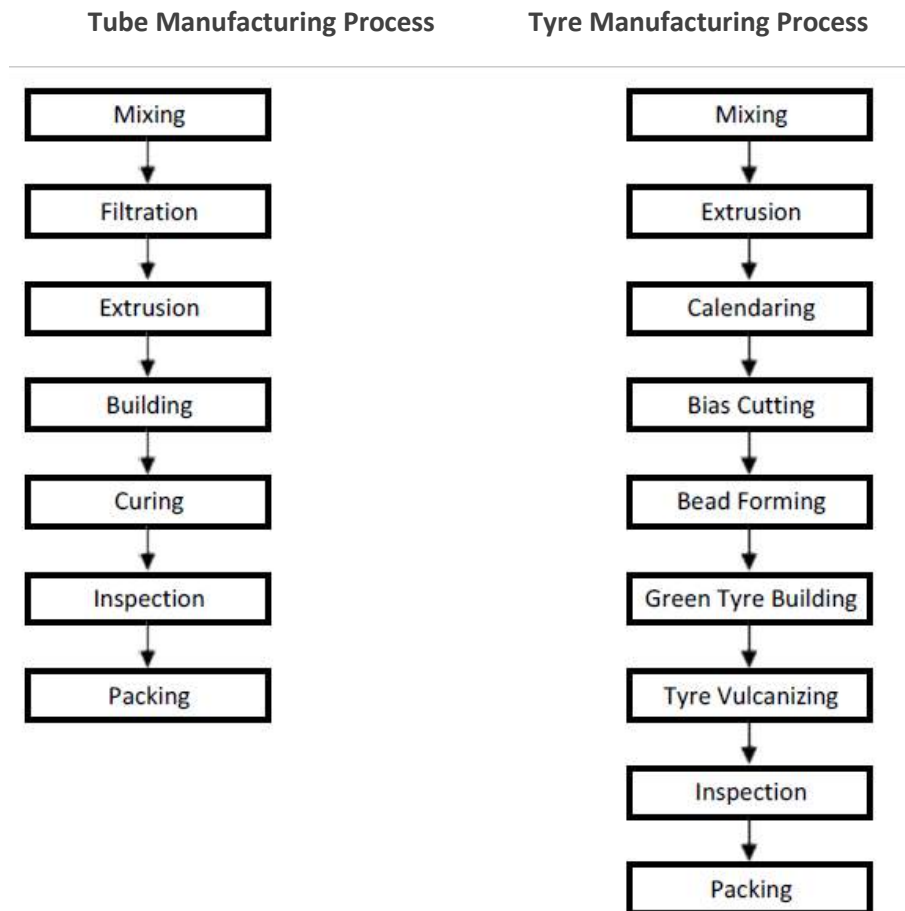 Tube Manufacturing Process
Mixing
Filtration
Extrusion
Building
Curing
Inspection
Packing
Tyre Manufacturing Process
Mixing
Extrusion
Calendaring
Bias Cutting
Bead Forming
Green Tyre Building
Tyre Vulcanizing
Inspection
Packing